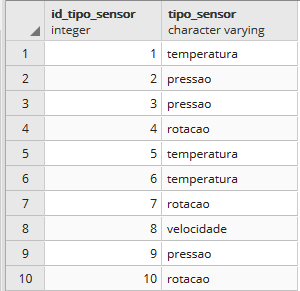 id_tipo_sensor tipo_sensor
integer character varying
1 1 temperatura
2 2 pressao
3 3 pressao
4 4 rotacao
5 5 temperatura
6 6 temperatura
7 7 rotacao
8 8 velocidade
9 9 pressao
10 10 rotacao